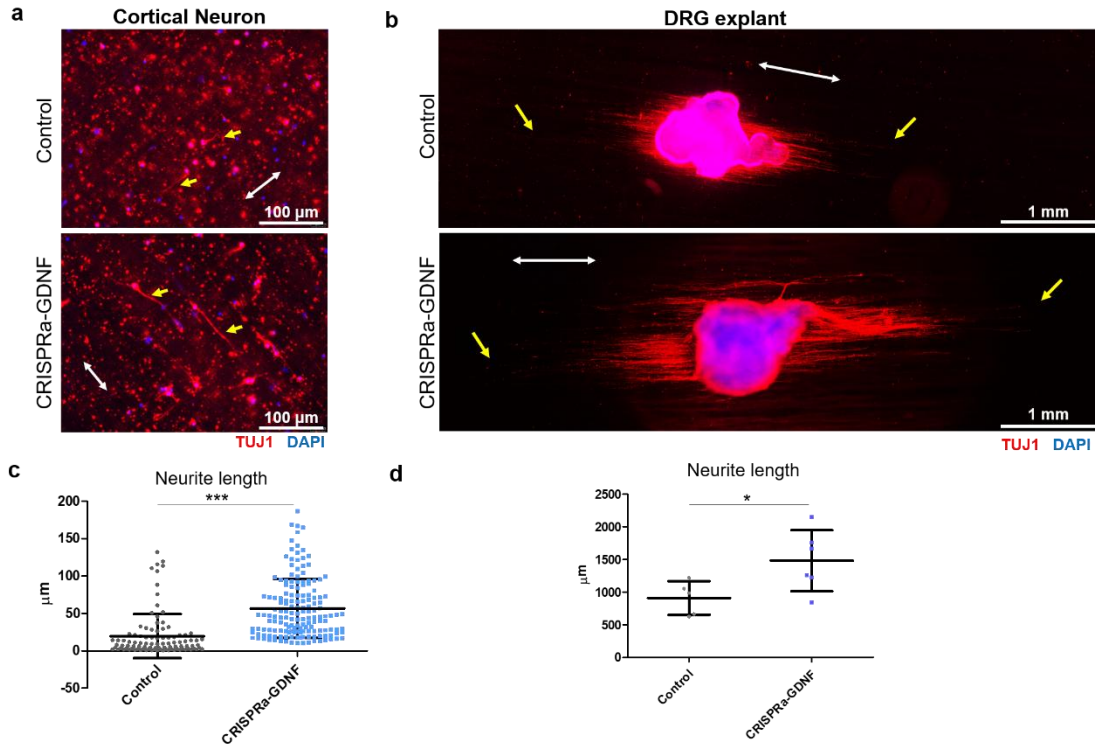 a
Cortical Neuron
Control
100 µm
CRISPRa-GDNF
100 µm
TUJ1 DAPI
b
DRG explant
Control
1 mm
CRISPRa-GDNF
1 mm
TUJ1 DAPI
c
Neurite length
***
200
150
100
50
0
-50
µm
Control
CRISPRa-GDNF
d
Neurite length
*
2500
2000
1500
1000
500
0
µm
Control
CRISPRa-GDNF